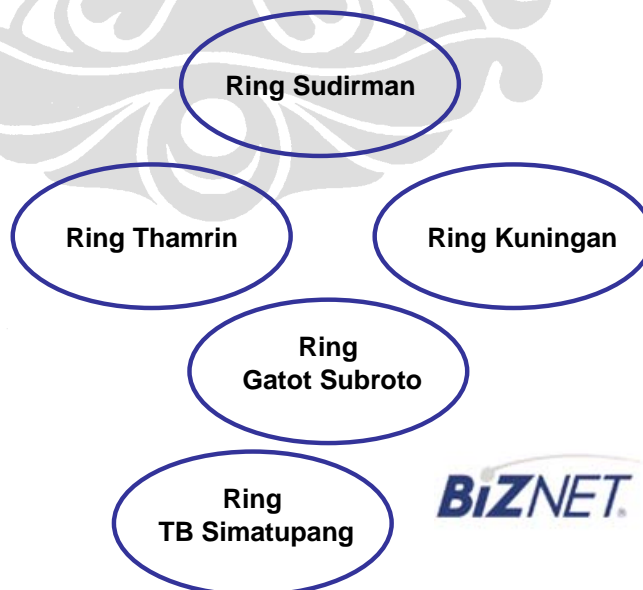 Ring Sudirman
Ring Thamrin
Ring Kuningan
Ring
Gatot Subroto
Ring
TB Simatupang
BiZNET